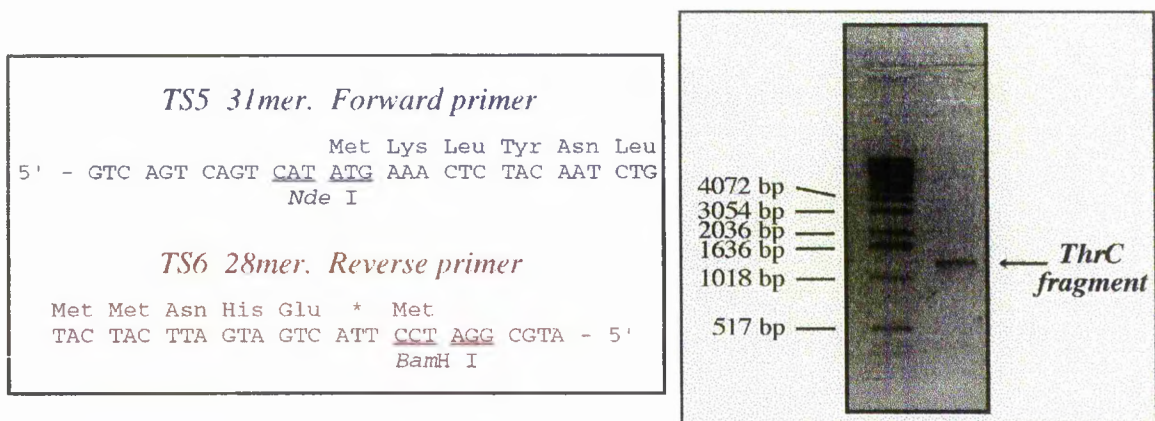 TS5 31mer. Forward primer
Met Lys Leu Tyr Asn Leu
5' - GTC AGT CAGT CAT ATG AAA CTC TAC AAT CTG
Nde I
TS6 28mer. Reverse primer
Met Met Asn His Glu * Met
TAC TAC TTA GTA GTC ATT CCT AGG CGTA - 5'
BamH I
4072 bp
3054 bp
2036 bp
1636 bp
1018 bp
517 bp
ThrC
fragment